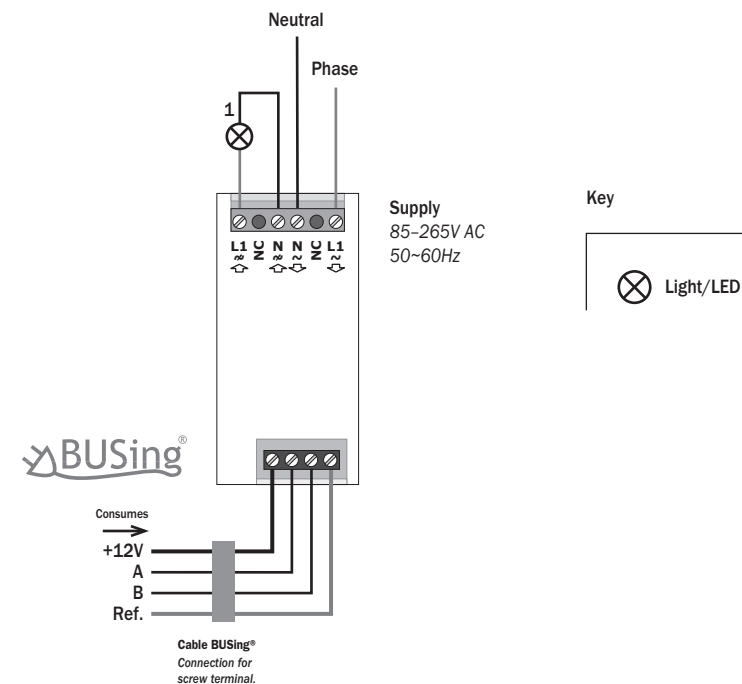 Neutral
Phase
1
L1 NC N N NC L1
Supply
85–265V AC
50~60Hz
Key
Light/LED
BUSing®
Consumes
+12V
A
B
Ref.
Cable BUSing®
Connection for
screw terminal.